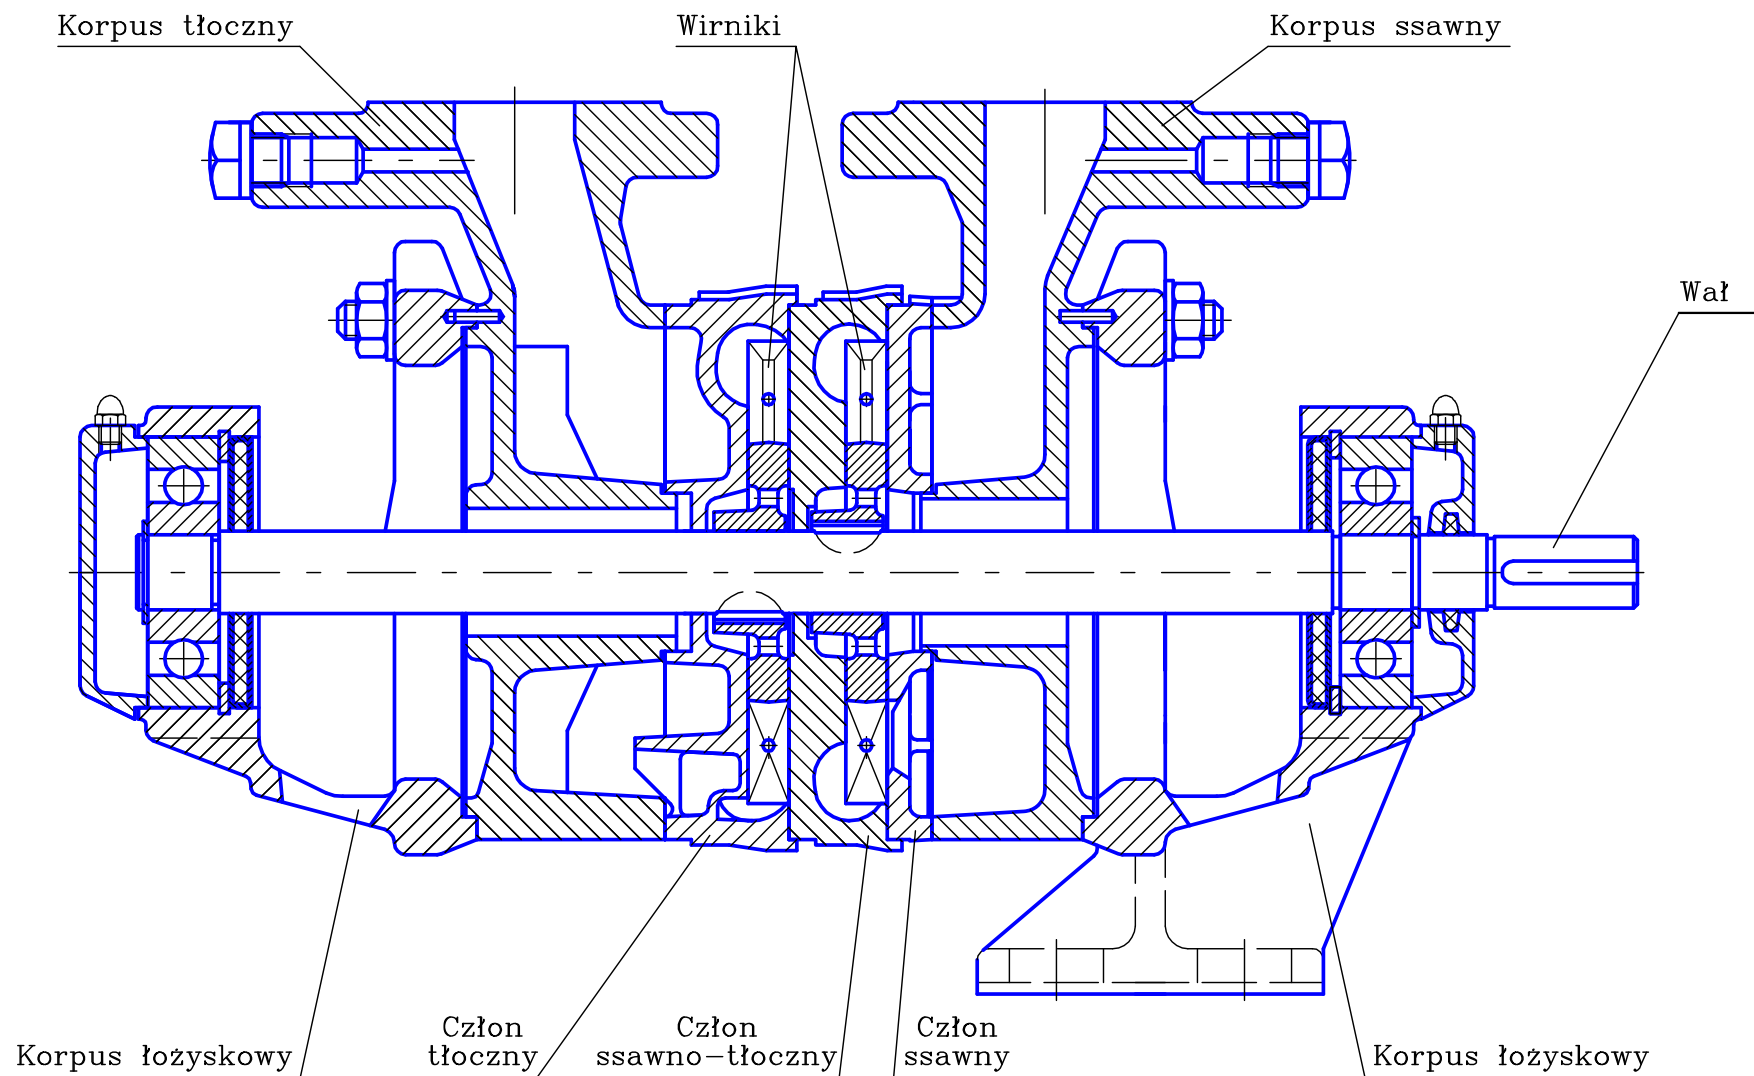 Korpus tłoczny
Wirniki
Korpus ssawny
Wał
Korpus łożyskowy
Człon
tłoczny
Człon
ssawno-tłoczny
Człon
ssawny
Korpus łożyskowy